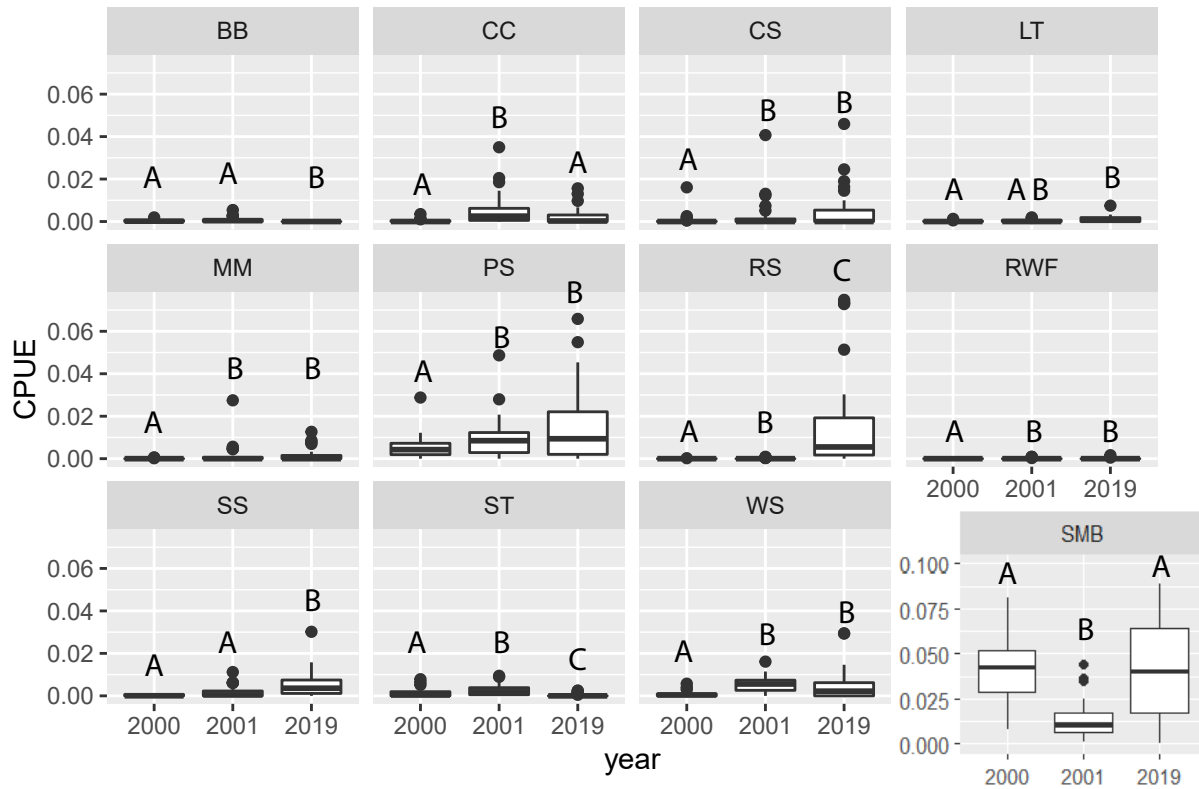 BB CC CS LT
0.06
0.04 B B B
0.02 A A B A A A A AB B
0.00
MM PS RS RWF
C
B
0.06 B
0.04 B B A
0.02 A A B A B B
0.00
2000 2001 2019
SS ST WS
SMB
0.06 0.100 A A
0.04 B 0.075
B B B
0.02 A A A B C A 0.050
0.025
0.00
0.000
2000 2001 2019 2000 2001 2019 2000 2001 2019
2000 2001 2019
year
CPUE